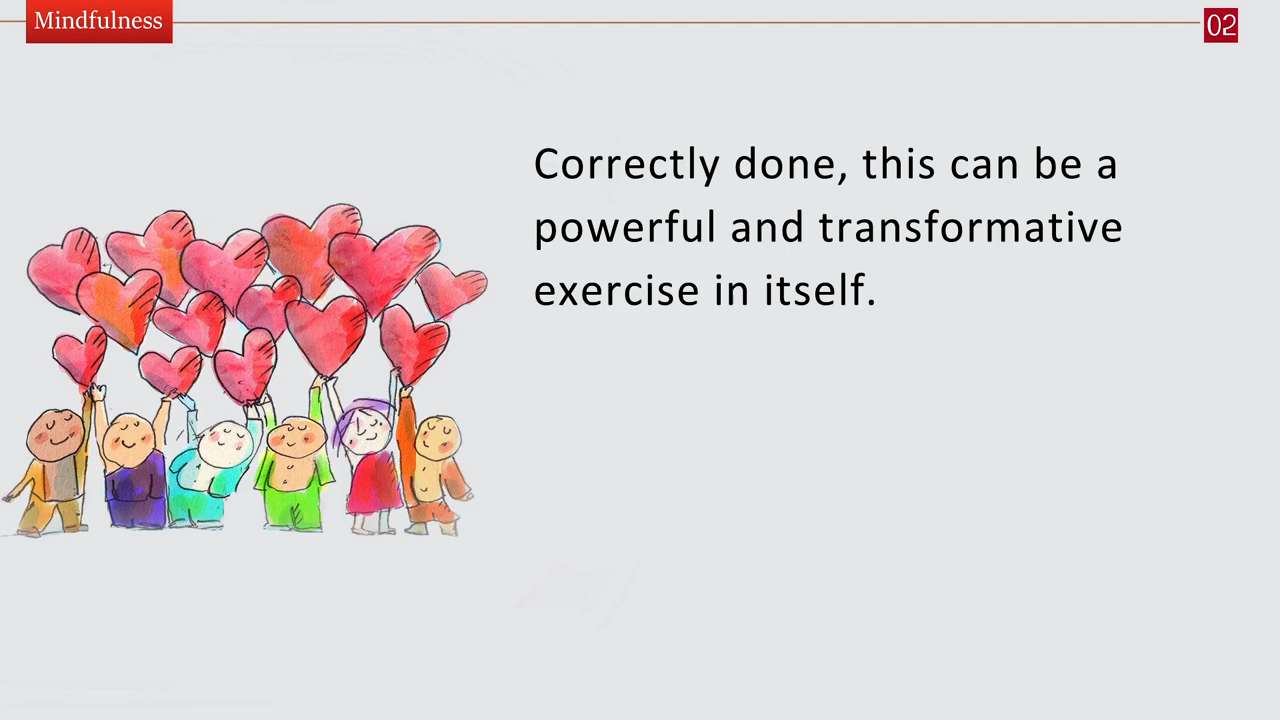 Mindfulness
02
Correctly done, this can be a
powerful and transformative
exercise in itself.